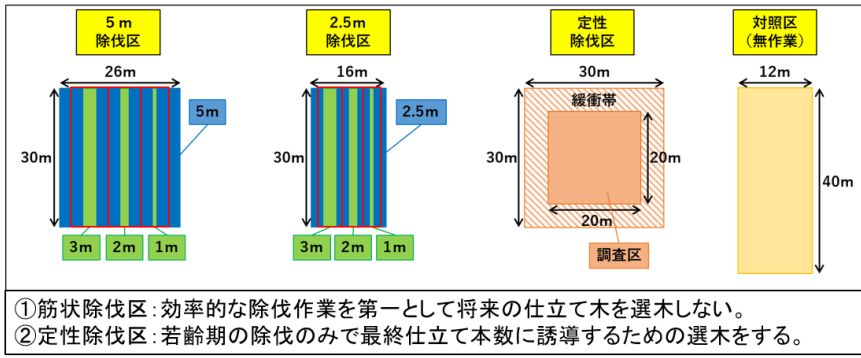 5 m
除伐区
2.5m
除伐区
定性
除伐区
対照区
（無作業）
26m
16m
30m
12m
緩衝帯
5m
2.5m
30m
30m
30m
20m
40m
20m
3m
2m
1m
3m
2m
1m
調査区
①筋状除伐区：効率的な除伐作業を第一として将来の仕立て木を選木しない。
②定性除伐区：若齢期の除伐のみで最終仕立て本数に誘導するための選木をする。